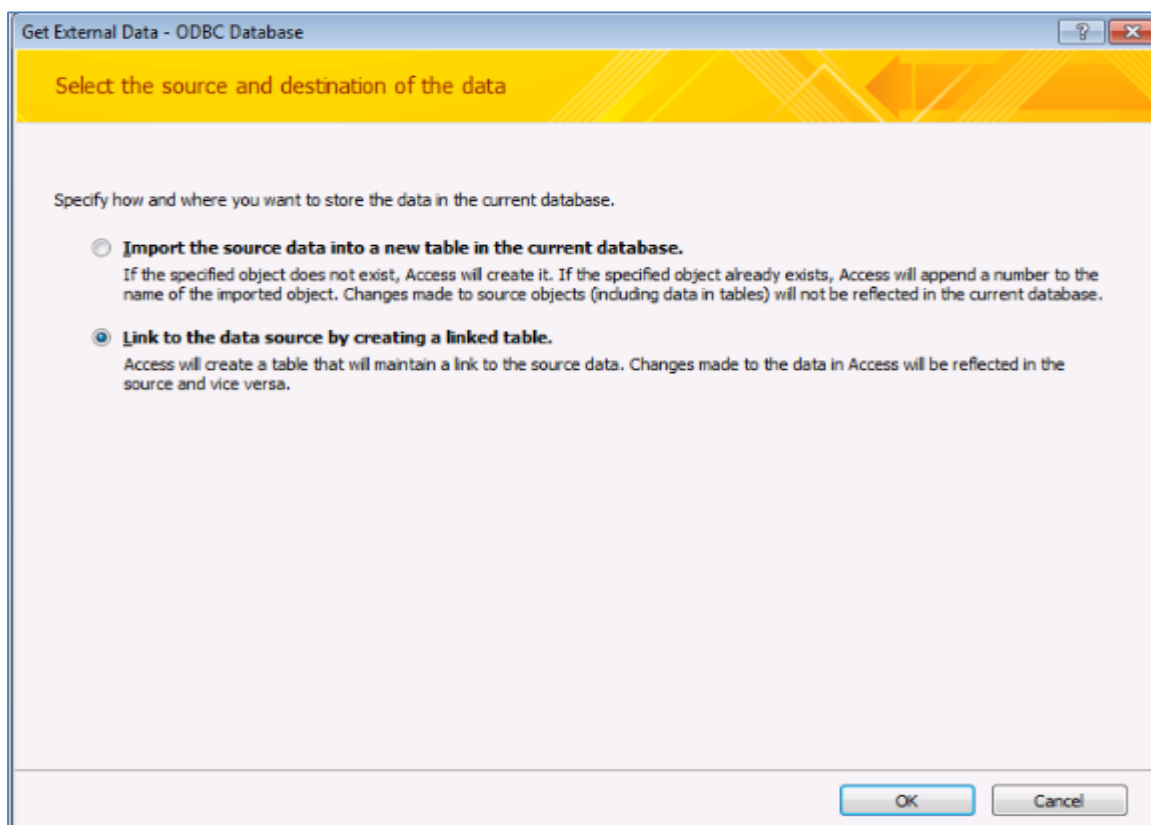 Get External Data - ODBC Database
Select the source and destination of the data
Specify how and where you want to store the data in the current database.
Import the source data into a new table in the current database.
If the specified object does not exist, Access will create it. If the specified object already exists, Access will append a number to the
name of the imported object. Changes made to source objects (including data in tables) will not be reflected in the current database.
Link to the data source by creating a linked table.
Access will create a table that will maintain a link to the source data. Changes made to the data in Access will be reflected in the
source and vice versa.
OK Cancel